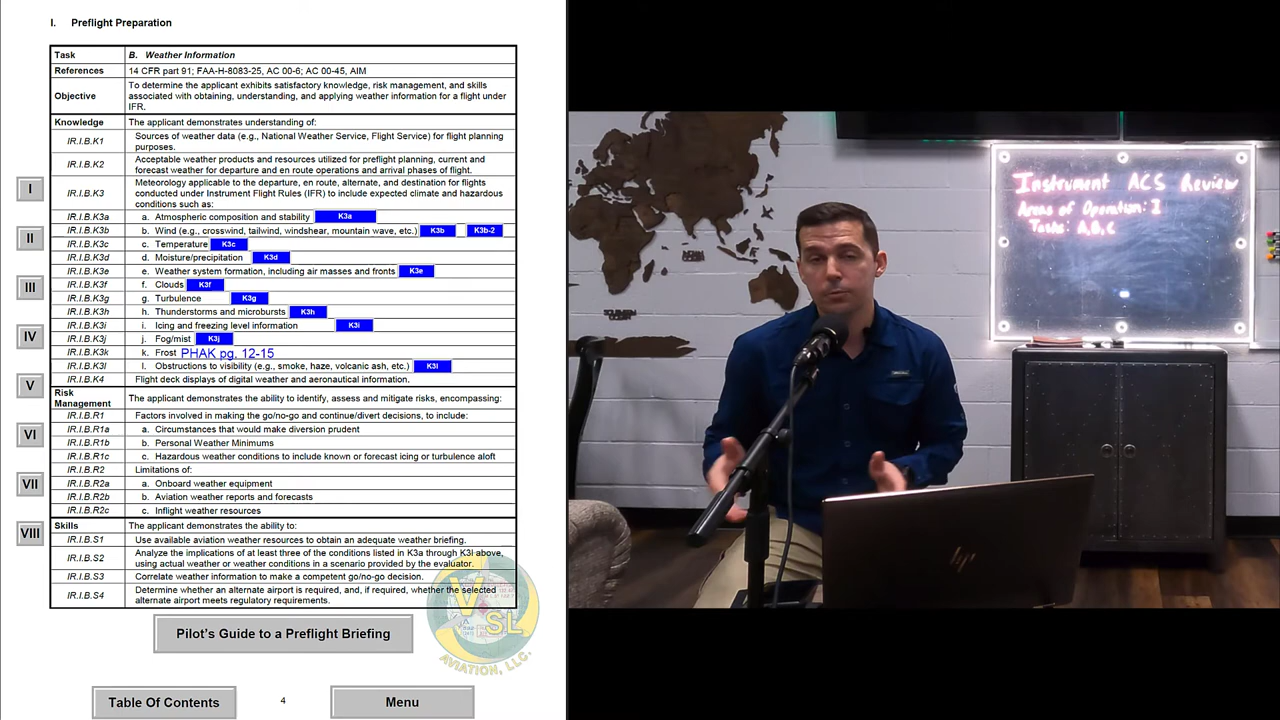 I. Preflight Preparation
Task B. Weather Information
References 14 CFR part 91; FAA-H-8083-25, AC 00-6; AC 00-45, AIM
Objective To determine the applicant exhibits satisfactory knowledge, risk management, and skills
associated with obtaining, understanding, and applying weather information for a flight under
IFR.
Knowledge The applicant demonstrates understanding of:
IR.I.B.K1 Sources of weather data (e.g., National Weather Service, Flight Service) for flight planning
purposes.
IR.I.B.K2 Acceptable weather products and resources utilized for preflight planning, current and
forecast weather for departure and en route operations and arrival phases of flight.
I
IR.I.B.K3 Meteorology applicable to the departure, en route, alternate, and destination for flights
conducted under Instrument Flight Rules (IFR) to include expected climate and hazardous
conditions such as:
IR.I.B.K3a a. Atmospheric composition and stability K3a
II
IR.I.B.K3b b. Wind (e.g., crosswind, tailwind, windshear, mountain wave, etc.) K3b K3b-2
IR.I.B.K3c c. Temperature K3c
IR.I.B.K3d d. Moisture/precipitation K3d
IR.I.B.K3e e. Weather system formation, including air masses and fronts K3e
III
IR.I.B.K3f f. Clouds K3f
IR.I.B.K3g g. Turbulence K3g
IR.I.B.K3h h. Thunderstorms and microbursts K3h
IV
IR.I.B.K3i i. Icing and freezing level information K3i
IR.I.B.K3j j. Fog/mist K3j
IR.I.B.K3k k. Frost PHAK pg. 12-15
IR.I.B.K3l l. Obstructions to visibility (e.g., smoke, haze, volcanic ash, etc.) K3l
V
IR.I.B.K4 Flight deck displays of digital weather and aeronautical information.
Risk
Management The applicant demonstrates the ability to identify, assess and mitigate risks, encompassing:
IR.I.B.R1 Factors involved in making the go/no-go and continue/divert decisions, to include:
VI
IR.I.B.R1a a. Circumstances that would make diversion prudent
IR.I.B.R1b b. Personal Weather Minimums
IR.I.B.R1c c. Hazardous weather conditions to include known or forecast icing or turbulence aloft
IR.I.B.R2 Limitations of:
VII
IR.I.B.R2a a. Onboard weather equipment
IR.I.B.R2b b. Aviation weather reports and forecasts
IR.I.B.R2c c. Inflight weather resources
VIII
Skills The applicant demonstrates the ability to:
IR.I.B.S1 Use available aviation weather resources to obtain an adequate weather briefing.
IR.I.B.S2 Analyze the implications of at least three of the conditions listed in K3a through K3l above,
using actual weather or weather conditions in a scenario provided by the evaluator.
IR.I.B.S3 Correlate weather information to make a competent go/no-go decision.
IR.I.B.S4 Determine whether an alternate airport is required, and, if required, whether the selected
alternate airport meets regulatory requirements.
VSL
AVIATION, LLC.
Pilot's Guide to a Preflight Briefing
Table Of Contents 4 Menu
Instrument ACS Review
Areas of Operation: I
Tasks: A,B,C
hp